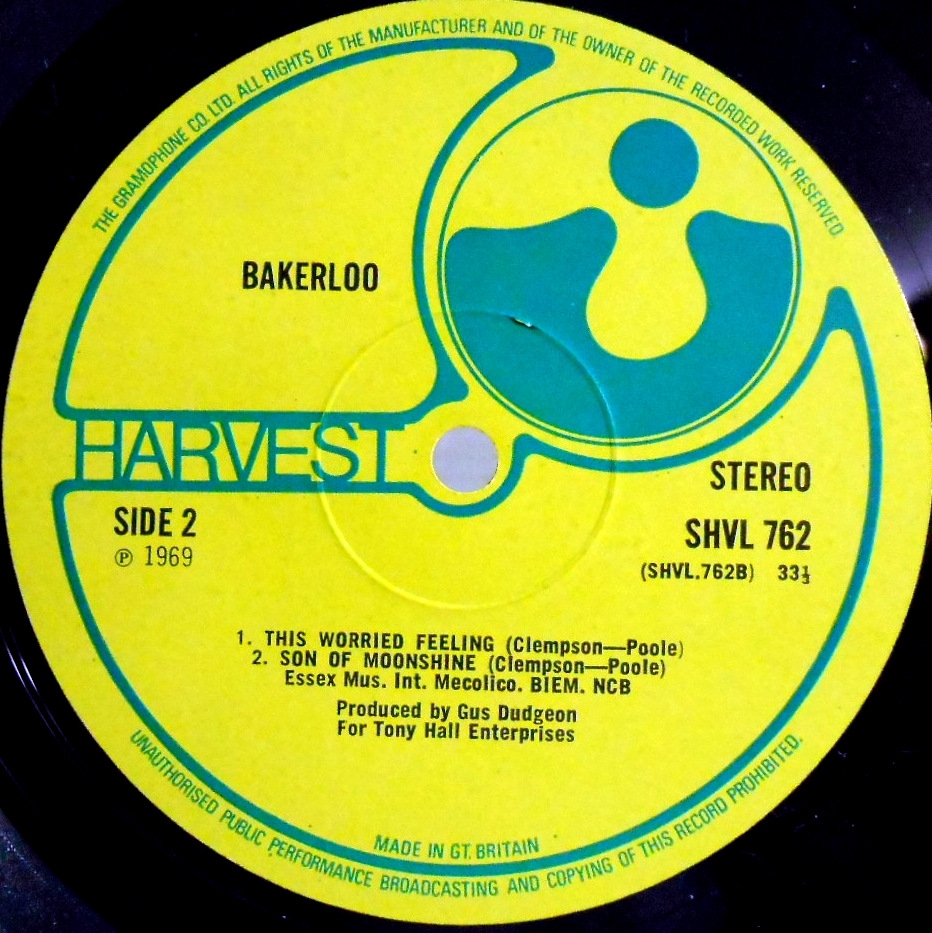 THE GRAMOPHONE CO. LTD. ALL RIGHTS OF THE MANUFACTURER AND OF THE OWNER OF THE RECORDED WORK RESERVED.
BAKERLOO
HARVEST
STEREO
SIDE 2
SHVL 762
℗ 1969
(SHVL.762B) 33⅓
1. THIS WORRIED FEELING (Clempson—Poole)
2. SON OF MOONSHINE (Clempson—Poole)
Essex Mus. Int. Mecolico. BIEM. NCB
Produced by Gus Dudgeon
For Tony Hall Enterprises
MADE IN GT. BRITAIN
UNAUTHORISED PUBLIC PERFORMANCE BROADCASTING AND COPYING OF THIS RECORD PROHIBITED.